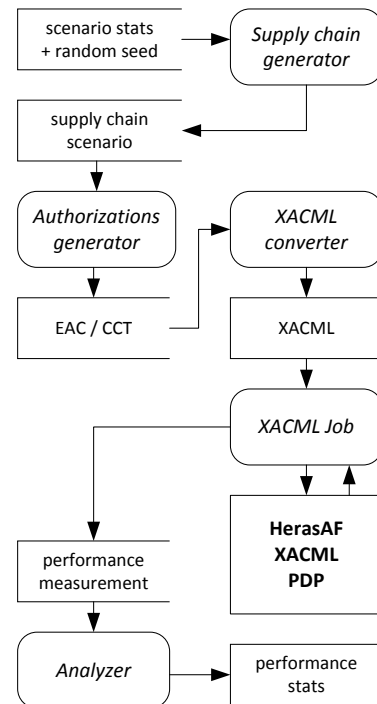 scenario stats
+ random seed
Supply chain
generator
supply chain
scenario
Authorizations
generator
XACML
converter
EAC / CCT
XACML
XACML Job
HerasAF
XACML
PDP
performance
measurement
Analyzer
performance
stats